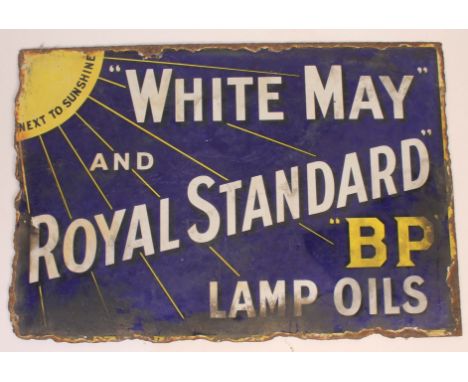 NEXT TO SUNSHINE
"WHITE MAY"
AND
ROYAL STANDARD"
"BP
LAMP OILS